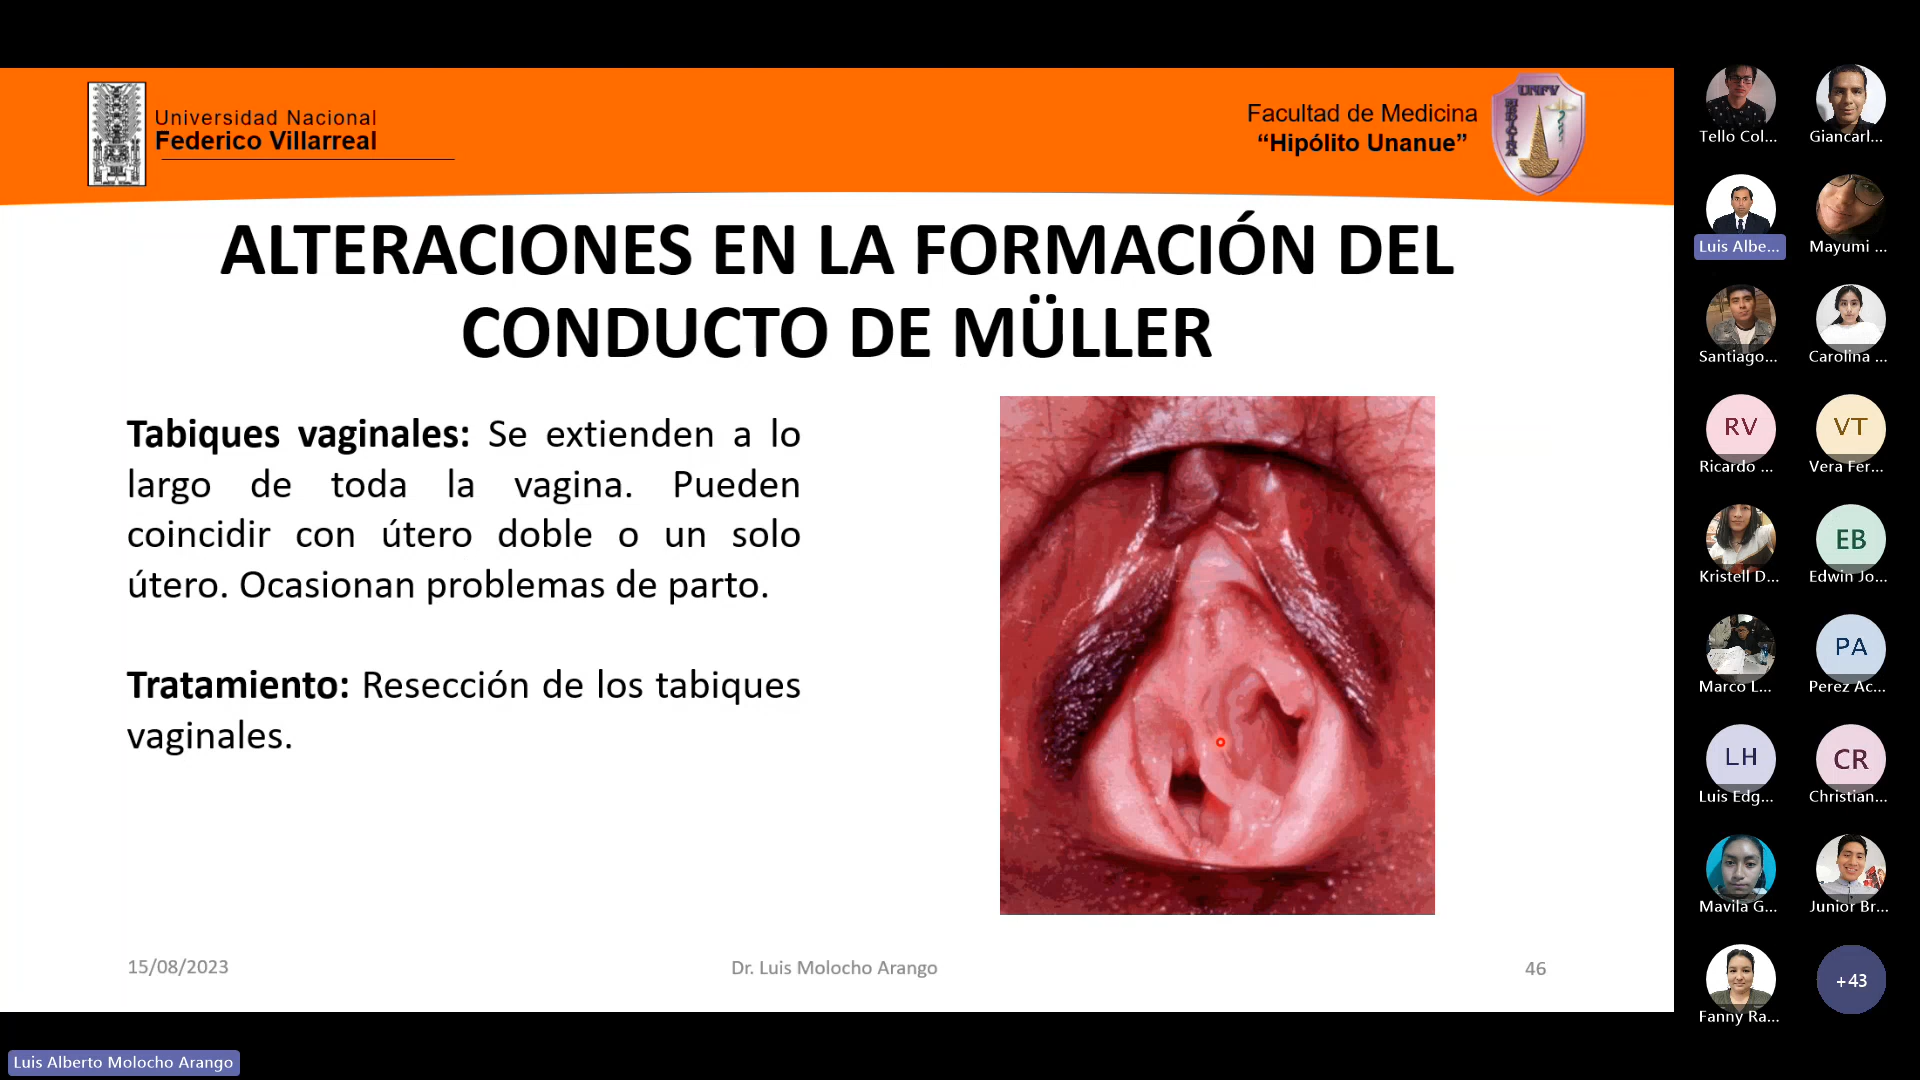 Universidad Nacional
Federico Villarreal
Facultad de Medicina
“Hipólito Unanue”
UNFV
MEDICINA
ALTERACIONES EN LA FORMACIÓN DEL
CONDUCTO DE MÜLLER
Tabiques vaginales: Se extienden a lo
largo de toda la vagina. Pueden
coincidir con útero doble o un solo
útero. Ocasionan problemas de parto.
Tratamiento: Resección de los tabiques
vaginales.
15/08/2023
Dr. Luis Molocho Arango
46
Tello Col...
Giancarl...
Luis Albe...
Mayumi ...
Santiago...
Carolina ...
RV
VT
Ricardo ...
Vera Fer...
EB
Kristell D...
Edwin Jo...
PA
Marco L...
Perez Ac...
LH
CR
Luis Edg...
Christian...
Mavila G...
Junior Br...
+43
Fanny Ra...
Luis Alberto Molocho Arango